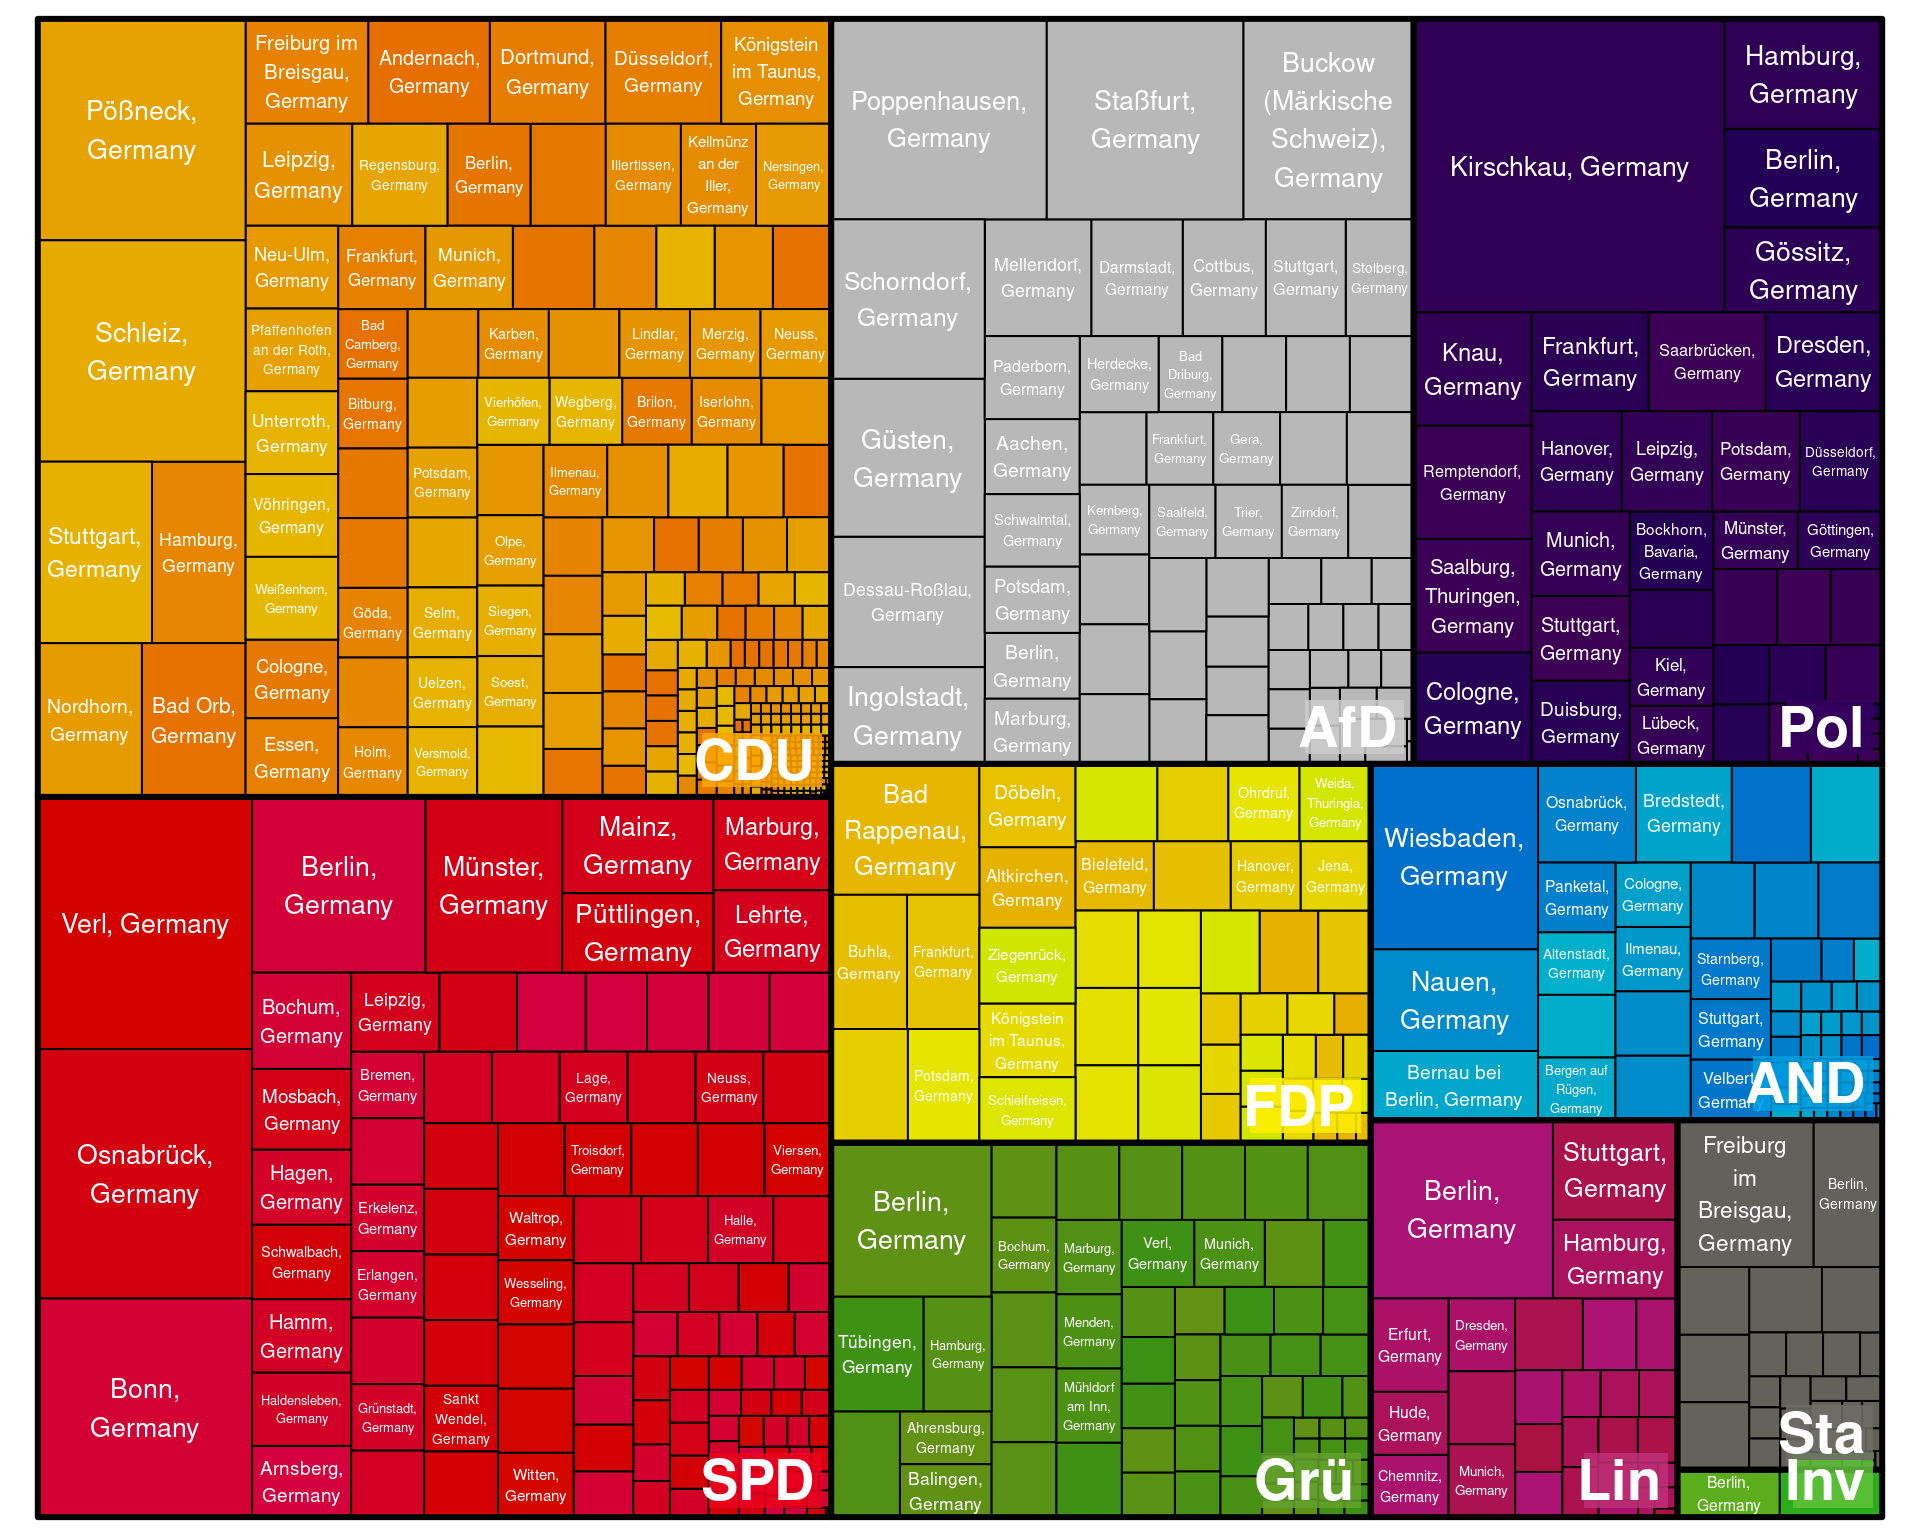 Pößneck,
Germany
Schleiz,
Germany
Stuttgart,
Germany
Hamburg,
Germany
Nordhorn,
Germany
Bad Orb,
Germany
Freiburg im
Breisgau,
Germany
Andernach,
Germany
Dortmund,
Germany
Düsseldorf,
Germany
Königstein
im Taunus,
Germany
Leipzig,
Germany
Regensburg,
Germany
Berlin,
Germany
Illertissen,
Germany
Kellmünz
an der
Iller,
Germany
Nersingen,
Germany
Neu-Ulm,
Germany
Frankfurt,
Germany
Munich,
Germany
Pfaffenhofen
an der Roth,
Germany
Bad
Camberg,
Germany
Karben,
Germany
Lindlar,
Germany
Merzig,
Germany
Neuss,
Germany
Unterroth,
Germany
Bitburg,
Germany
Vierhöfen,
Germany
Wegberg,
Germany
Brilon,
Germany
Iserlohn,
Germany
Vöhringen,
Germany
Potsdam,
Germany
Ilmenau,
Germany
Weißenhorn,
Germany
Olpe,
Germany
Göda,
Germany
Selm,
Germany
Siegen,
Germany
Cologne,
Germany
Uelzen,
Germany
Soest,
Germany
Essen,
Germany
Holm,
Germany
Versmold,
Germany
CDU
Poppenhausen,
Germany
Staßfurt,
Germany
Buckow
(Märkische
Schweiz),
Germany
Schorndorf,
Germany
Güsten,
Germany
Dessau-Roßlau,
Germany
Ingolstadt,
Germany
Mellendorf,
Germany
Darmstadt,
Germany
Cottbus,
Germany
Stuttgart,
Germany
Stolberg,
Germany
Paderborn,
Germany
Herdecke,
Germany
Bad
Driburg,
Germany
Aachen,
Germany
Frankfurt,
Germany
Gera,
Germany
Schwalmtal,
Germany
Kemberg,
Germany
Saalfeld,
Germany
Trier,
Germany
Zirndorf,
Germany
Potsdam,
Germany
Berlin,
Germany
Marburg,
Germany
AfD
Kirschkau, Germany
Hamburg,
Germany
Berlin,
Germany
Gössitz,
Germany
Knau,
Germany
Frankfurt,
Germany
Saarbrücken,
Germany
Dresden,
Germany
Remptendorf,
Germany
Hanover,
Germany
Leipzig,
Germany
Potsdam,
Germany
Düsseldorf,
Germany
Saalburg,
Thuringen,
Germany
Munich,
Germany
Bockhorn,
Bavaria,
Germany
Münster,
Germany
Göttingen,
Germany
Stuttgart,
Germany
Kiel,
Germany
Cologne,
Germany
Duisburg,
Germany
Lübeck,
Germany
Pol
Verl, Germany
Osnabrück,
Germany
Bonn,
Germany
Berlin,
Germany
Münster,
Germany
Mainz,
Germany
Marburg,
Germany
Püttlingen,
Germany
Lehrte,
Germany
Bochum,
Germany
Leipzig,
Germany
Mosbach,
Germany
Bremen,
Germany
Lage,
Germany
Neuss,
Germany
Hagen,
Germany
Troisdorf,
Germany
Viersen,
Germany
Schwalbach,
Germany
Erkelenz,
Germany
Waltrop,
Germany
Halle,
Germany
Erlangen,
Germany
Wesseling,
Germany
Hamm,
Germany
Haldensleben,
Germany
Grünstadt,
Germany
Sankt
Wendel,
Germany
Arnsberg,
Germany
Witten,
Germany
SPD
Bad
Rappenau,
Germany
Döbeln,
Germany
Ohrdruf,
Germany
Weida,
Thuringia,
Germany
Altkirchen,
Germany
Bielefeld,
Germany
Hanover,
Germany
Jena,
Germany
Buhla,
Germany
Frankfurt,
Germany
Ziegenrück,
Germany
Königstein
im Taunus,
Germany
Potsdam,
Germany
Schleifreisen,
Germany
FDP
Wiesbaden,
Germany
Osnabrück,
Germany
Bredstedt,
Germany
Panketal,
Germany
Cologne,
Germany
Nauen,
Germany
Altenstadt,
Germany
Ilmenau,
Germany
Starnberg,
Germany
Stuttgart,
Germany
Bernau bei
Berlin, Germany
Bergen auf
Rügen,
Germany
Velbert,
Germany
AND
Berlin,
Germany
Bochum,
Germany
Marburg,
Germany
Verl,
Germany
Munich,
Germany
Tübingen,
Germany
Hamburg,
Germany
Menden,
Germany
Mühldorf
am Inn,
Germany
Ahrensburg,
Germany
Balingen,
Germany
Grü
Berlin,
Germany
Stuttgart,
Germany
Hamburg,
Germany
Erfurt,
Germany
Dresden,
Germany
Hude,
Germany
Chemnitz,
Germany
Munich,
Germany
Lin
Freiburg
im
Breisgau,
Germany
Berlin,
Germany
Sta
Berlin,
Germany
Inv